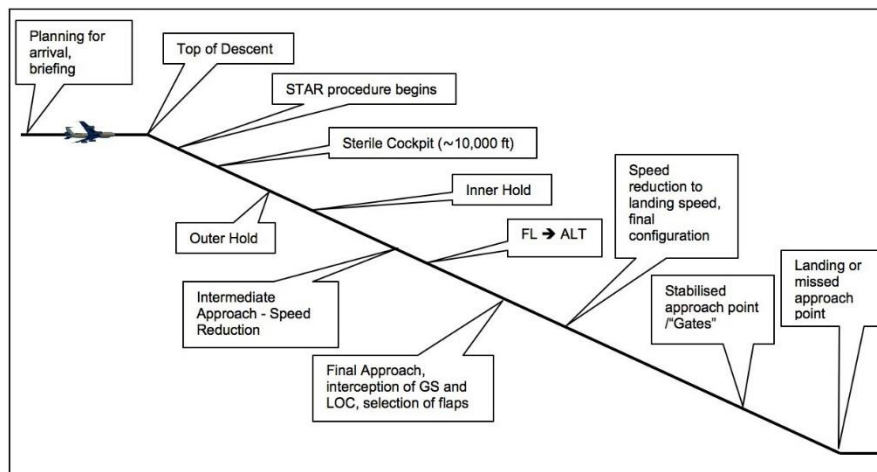 Planning for
arrival,
briefing
Top of Descent
STAR procedure begins
Sterile Cockpit (~10,000 ft)
Inner Hold
Outer Hold
FL ➔ ALT
Intermediate
Approach - Speed
Reduction
Final Approach,
interception of GS and
LOC, selection of flaps
Speed
reduction to
landing speed,
final
configuration
Stabilised
approach point
/“Gates”
Landing or
missed
approach
point